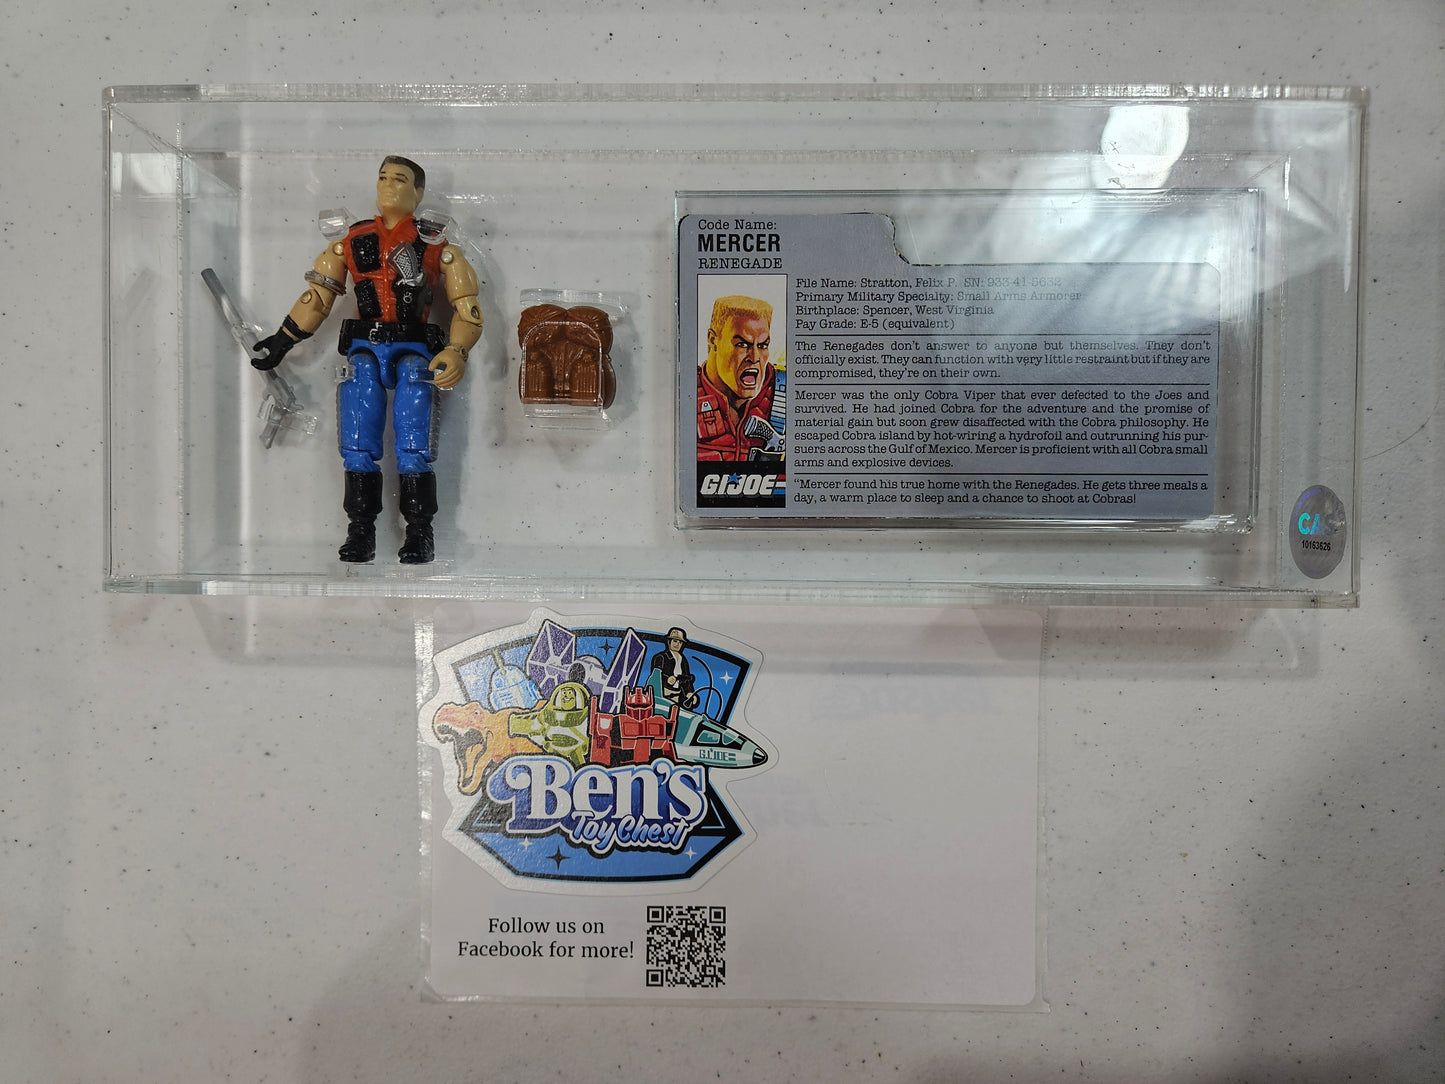 Code Name:
MERCER
RENEGADE
File Name: Stratton, Felix P. SN: 933-41-5632
Primary Military Specialty: Small Arms Armorer
Birthplace: Spencer, West Virginia
Pay Grade: E-5 (equivalent)
The Renegades don't answer to anyone but themselves. They don't
officially exist. They can function with very little restraint but if they are
compromised, they're on their own.
Mercer was the only Cobra Viper that ever defected to the Joes and
survived. He had joined Cobra for the adventure and the promise of
material gain but soon grew disaffected with the Cobra philosophy. He
escaped Cobra island by hot-wiring a hydrofoil and outrunning his pur-
suers across the Gulf of Mexico. Mercer is proficient with all Cobra small
arms and explosive devices.
"Mercer found his true home with the Renegades. He gets three meals a
day, a warm place to sleep and a chance to shoot at Cobras!
G.I. JOE
CAS
10163626
G.I. JOE
Ben's
Toy Chest
Follow us on
Facebook for more!